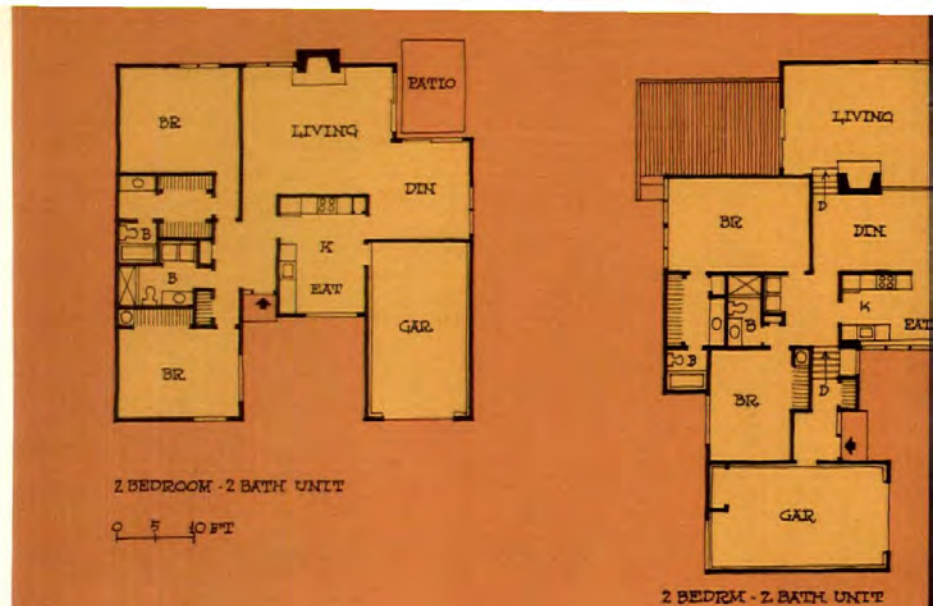 BR
LIVING
PATIO
DIN
B
B
K
EAT
BR
GAR
2 BEDROOM - 2 BATH UNIT
0 5 10 FT
LIVING
D
BR
DIN
K
EAT
B
B
BR
D
GAR
2 BEDRM - 2 BATH UNIT